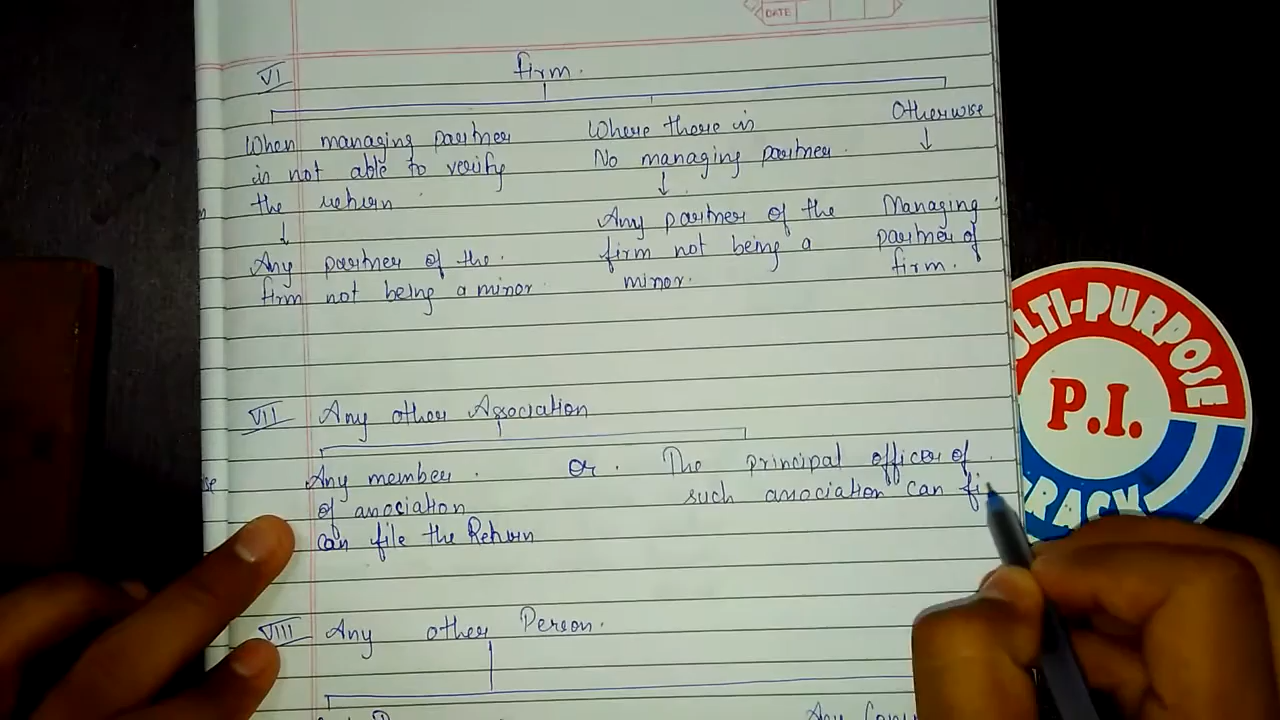 DATE
VI
firm.
When managing partner
is not able to verify
the return
↓
Any partner of the
firm not being a minor
Where there is
No managing partner.
↓
Any partner of the
firm not being a
minor.
Otherwise
↓
Managing
partner of
firm.
VII Any other Association
Any member
of association
can file the Return
or.
The principal officer of
such association can fi
VIII Any other Person.
Any
P.I.